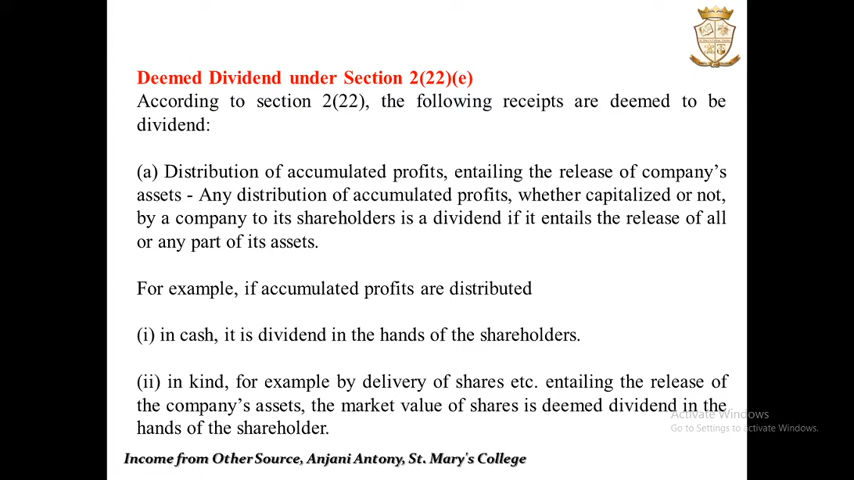 Deemed Dividend under Section 2(22)(e)
According to section 2(22), the following receipts are deemed to be
dividend:
(a) Distribution of accumulated profits, entailing the release of company's
assets - Any distribution of accumulated profits, whether capitalized or not,
by a company to its shareholders is a dividend if it entails the release of all
or any part of its assets.
For example, if accumulated profits are distributed
(i) in cash, it is dividend in the hands of the shareholders.
(ii) in kind, for example by delivery of shares etc. entailing the release of
the company's assets, the market value of shares is deemed dividend in the
hands of the shareholder.
Activate Windows
Go to Settings to activate Windows.
Income from Other Source, Anjani Antony, St. Mary's College